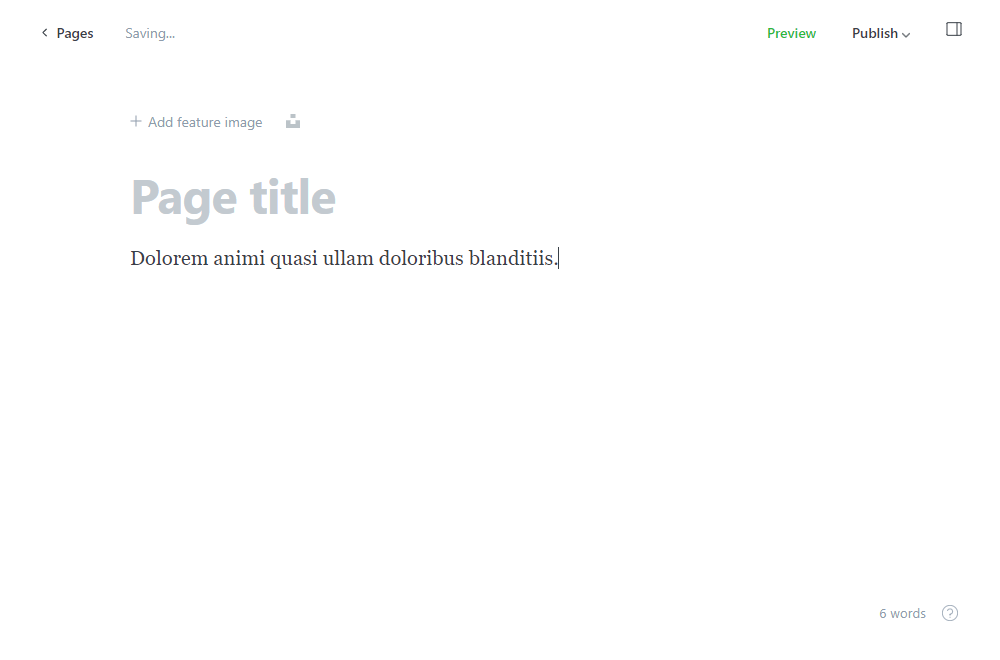 Pages
Saving...
Preview
Publish
Add feature image
Page title
Dolorem animi quasi ullam doloribus blanditiis.
6 words
?